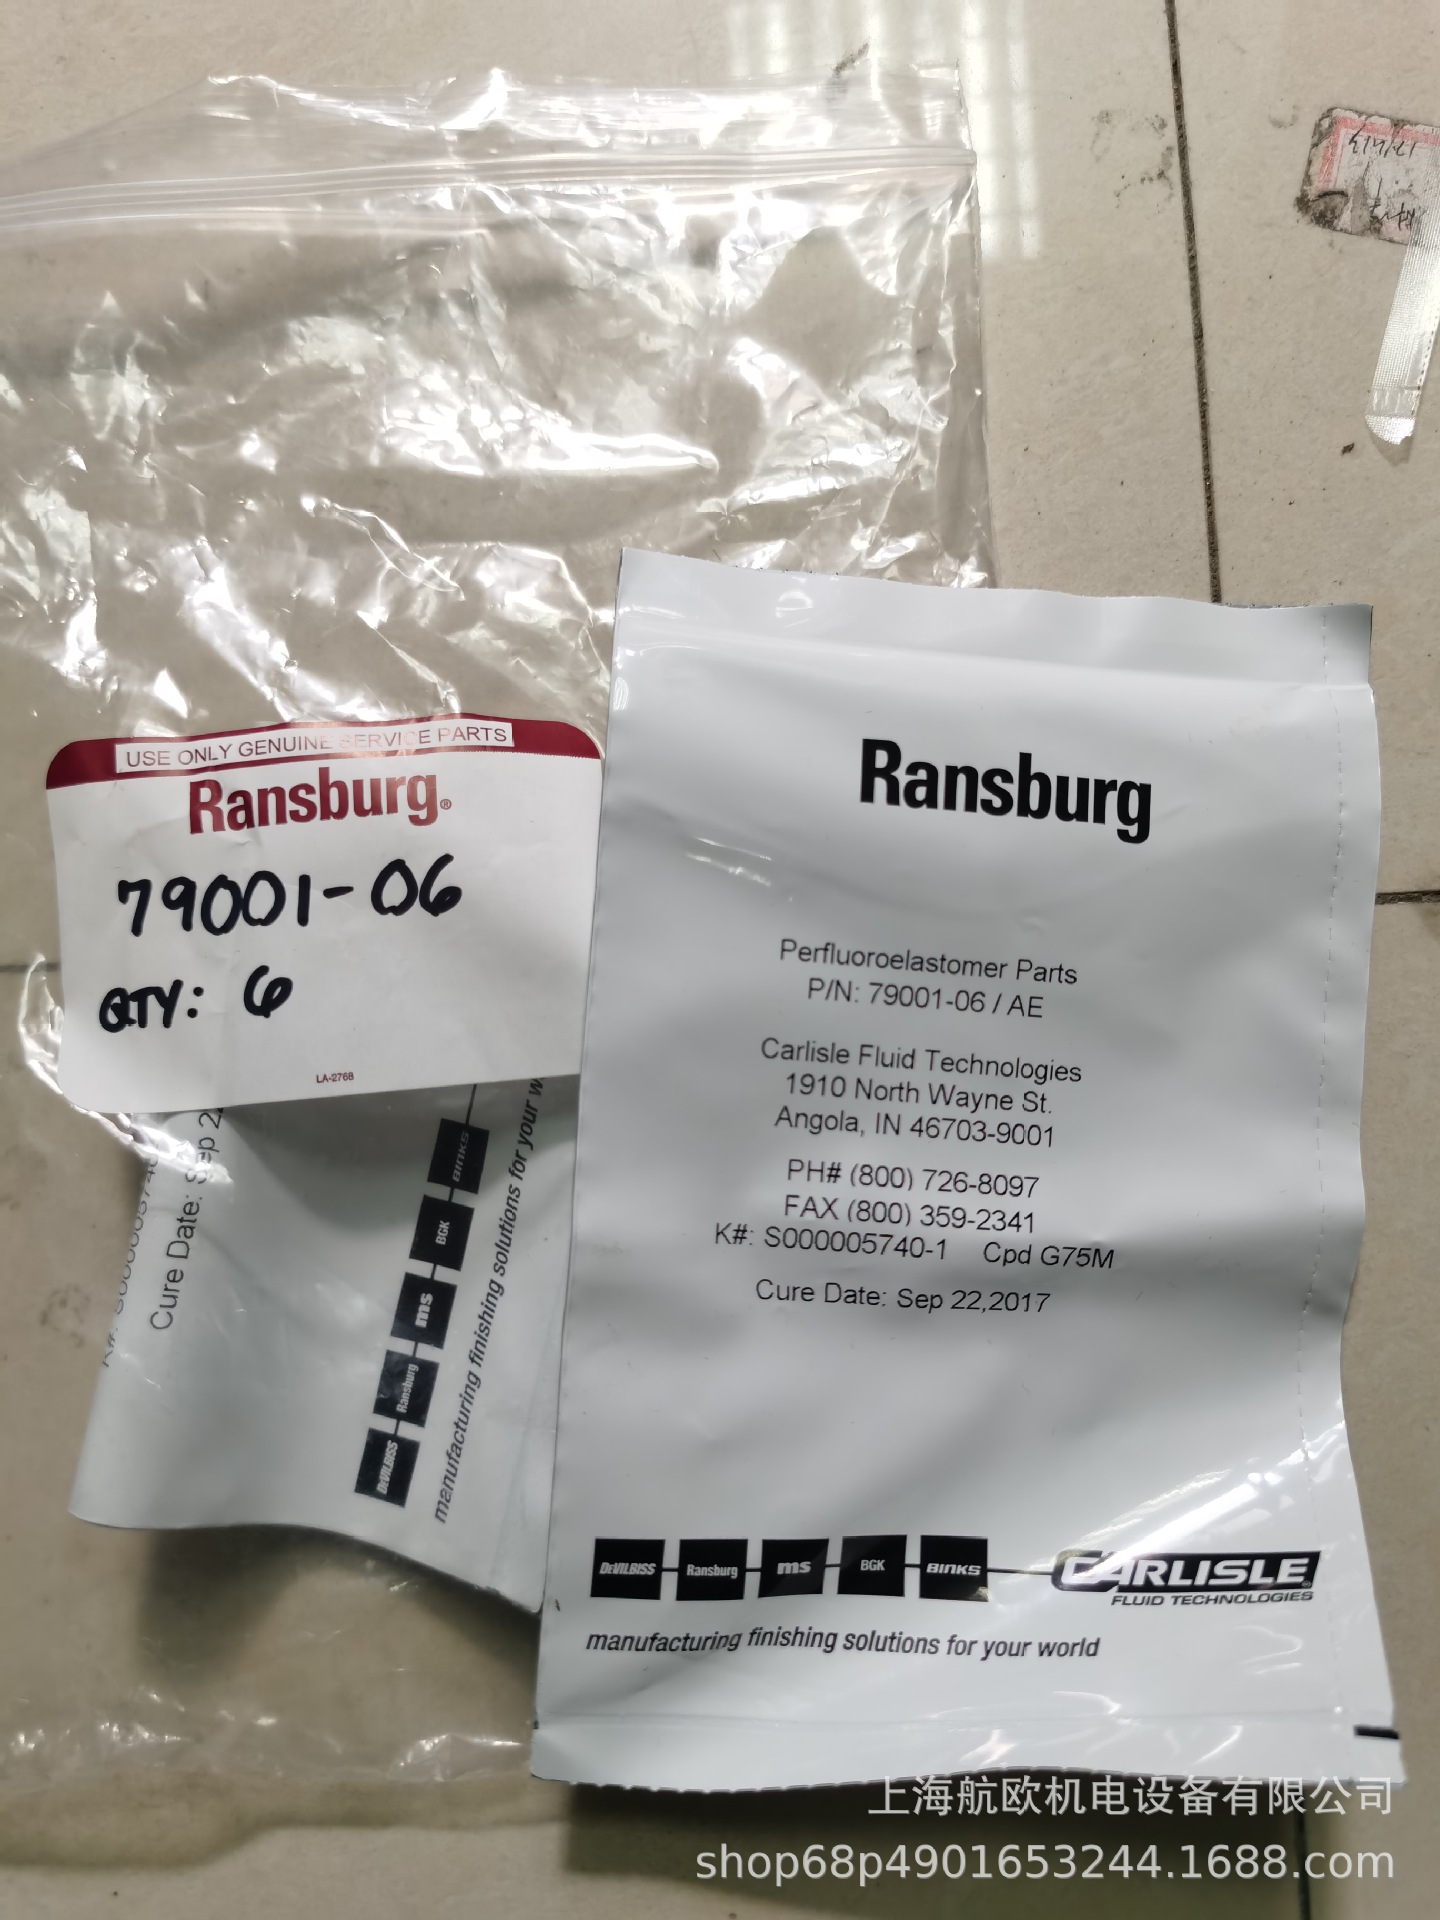 USE ONLY GENUINE SERVICE PARTS
Ransburg®
79001-06
QTY: 6
LA-276B
Cure Date: Sep 22
DEVILBISS Ransburg ms BGK BINKS
manufacturing finishing solutions for your w
Ransburg
Perfluoroelastomer Parts
P/N: 79001-06 / AE
Carlisle Fluid Technologies
1910 North Wayne St.
Angola, IN 46703-9001
PH# (800) 726-8097
FAX (800) 359-2341
K#: S000005740-1 Cpd G75M
Cure Date: Sep 22,2017
DEVILBISS Ransburg ms BGK BINKS CARLISLE
FLUID TECHNOLOGIES
manufacturing finishing solutions for your world
上海航欧机电设备有限公司
shop68p4901653244.1688.com